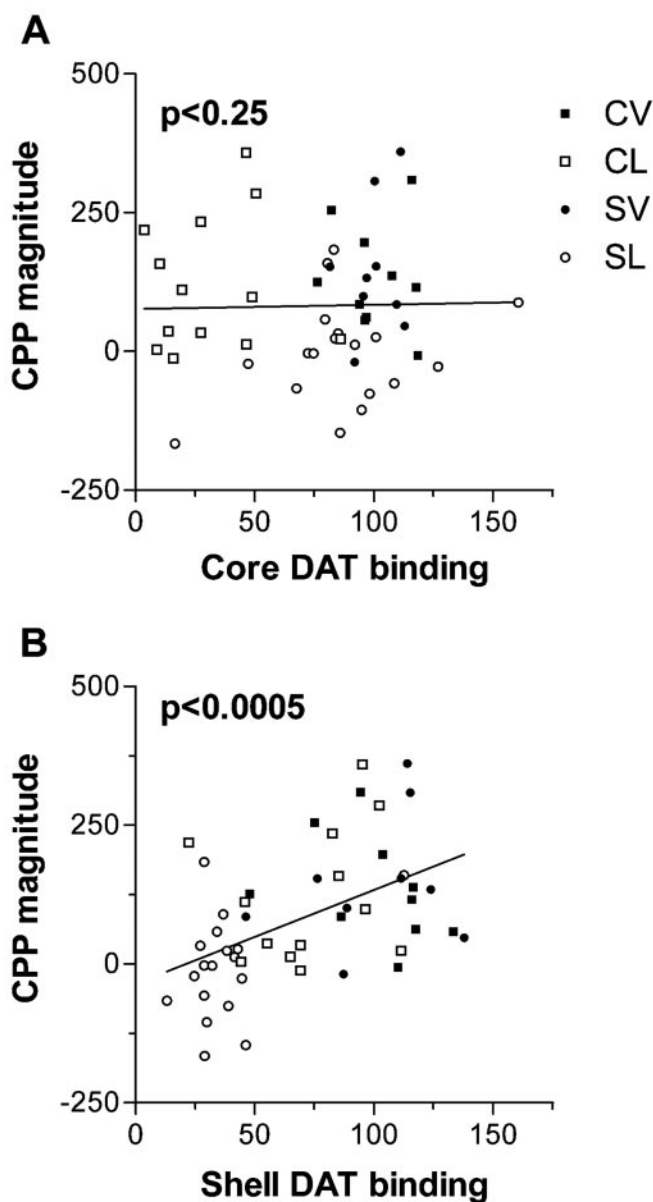 A
500
p<0.25
CV
CL
SV
SL
250
0
-250
CPP magnitude
0 50 100 150
Core DAT binding
B
500
p<0.0005
250
0
-250
CPP magnitude
0 50 100 150
Shell DAT binding